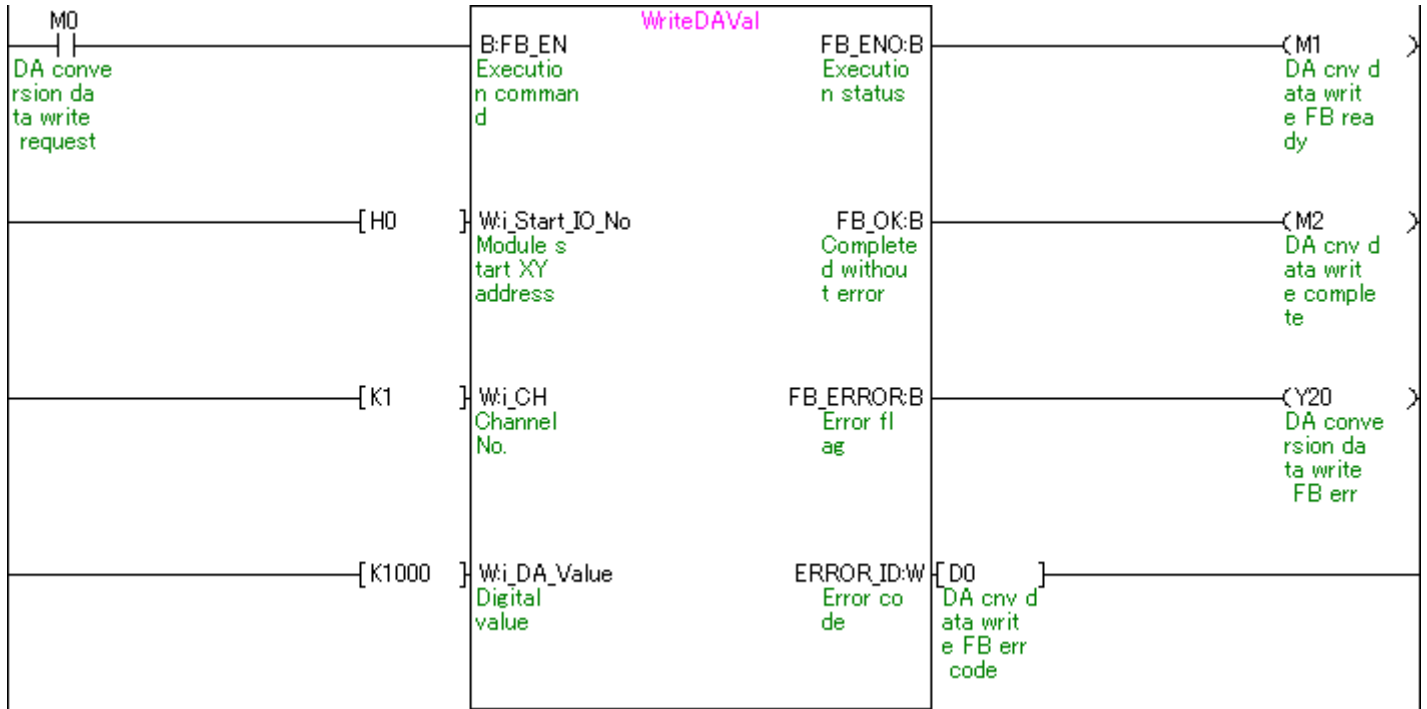 M0
WriteDAVal
B:FB_EN
FB_ENO:B
M1
DA conve
rsion da
ta write
request
Executio
n comman
d
Executio
n status
DA cnv d
ata writ
e FB rea
dy
H0
W:i_Start_IO_No
FB_OK:B
M2
Module s
tart XY
address
Complete
d withou
t error
DA cnv d
ata writ
e comple
te
K1
W:i_CH
FB_ERROR:B
Y20
Channel
No.
Error fl
ag
DA conve
rsion da
ta write
FB err
K1000
W:i_DA_Value
ERROR_ID:W
D0
Digital
value
Error co
de
DA cnv d
ata writ
e FB err
code